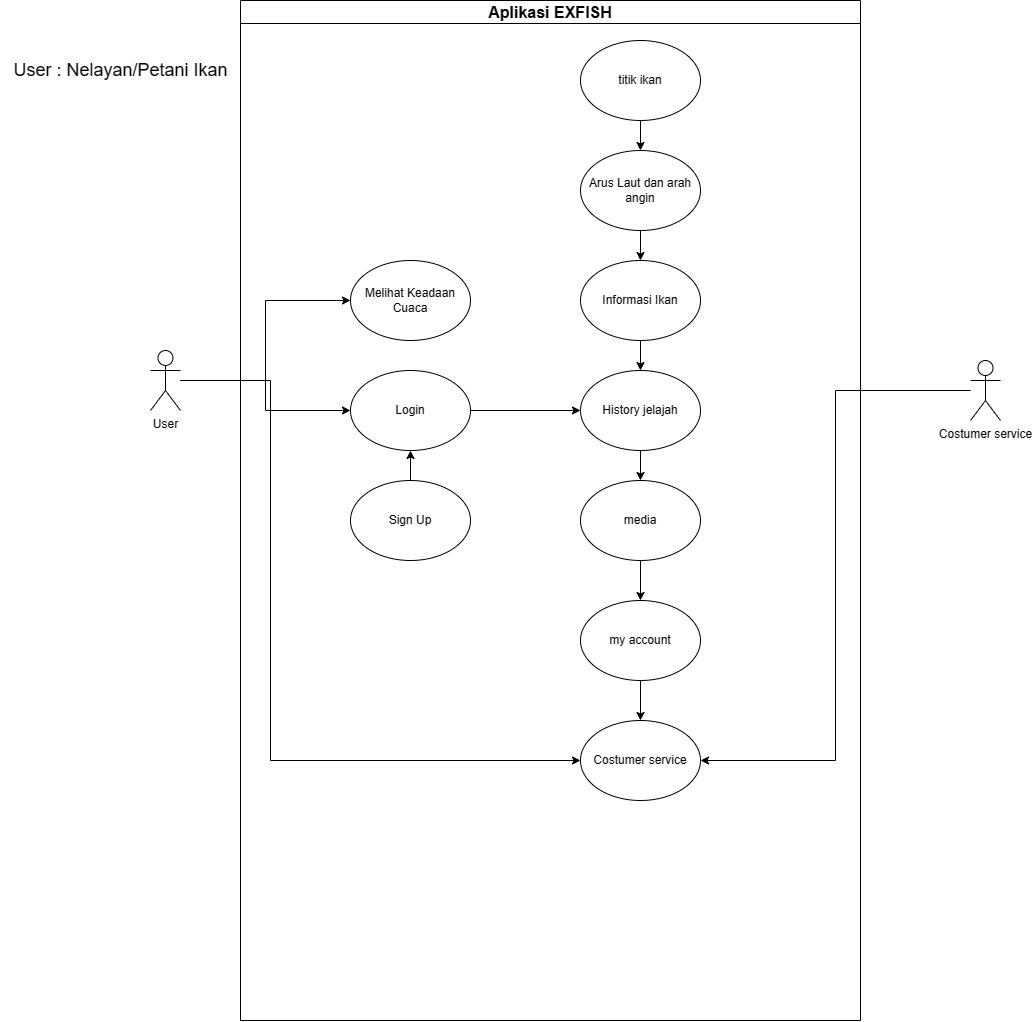 Aplikasi EXFISH
User : Nelayan/Petani Ikan
titik ikan
Arus Laut dan arah
angin
Melihat Keadaan
Cuaca
Informasi Ikan
User
Login
History jelajah
Costumer service
Sign Up
media
my account
Costumer service